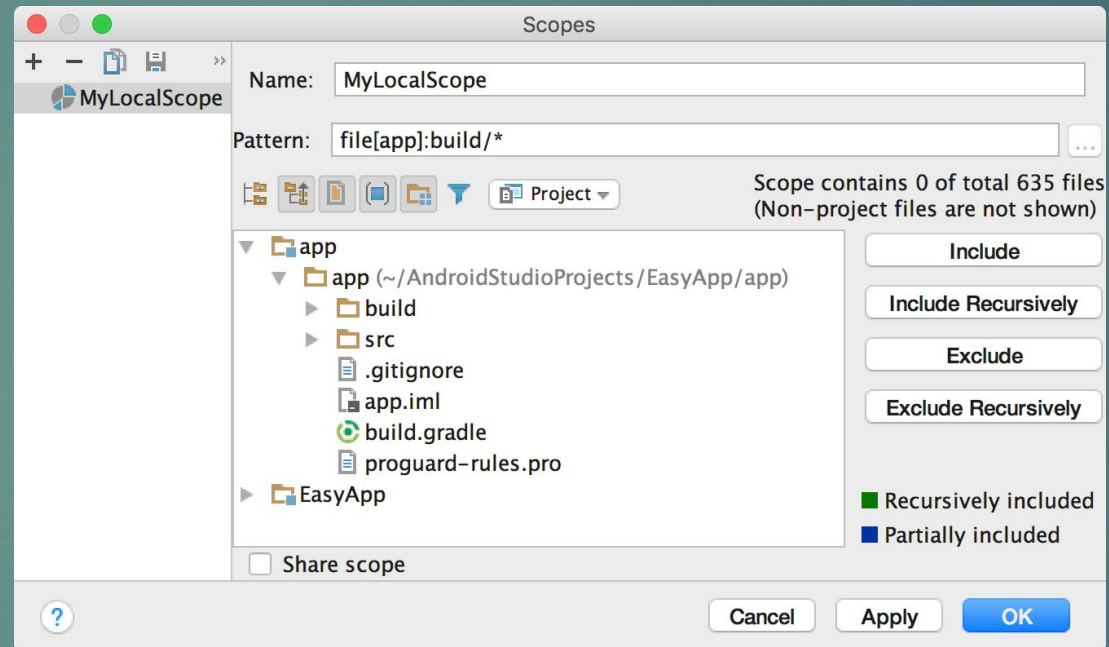 Scopes
MyLocalScope
Name: MyLocalScope
Pattern: file[app]:build/* ...
Project
Scope contains 0 of total 635 files
(Non-project files are not shown)
app
app (~/AndroidStudioProjects/EasyApp/app)
build
src
.gitignore
app.iml
build.gradle
proguard-rules.pro
EasyApp
Include
Include Recursively
Exclude
Exclude Recursively
Recursively included
Partially included
Share scope
? Cancel Apply OK